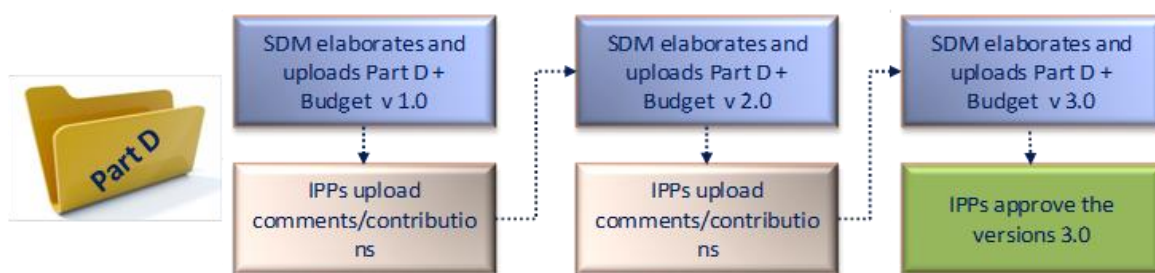 Part D
SDM elaborates and
uploads Part D +
Budget v 1.0
IPPs upload
comments/contributio
ns
SDM elaborates and
uploads Part D +
Budget v 2.0
IPPs upload
comments/contributio
ns
SDM elaborates and
uploads Part D +
Budget v 3.0
IPPs approve the
versions 3.0